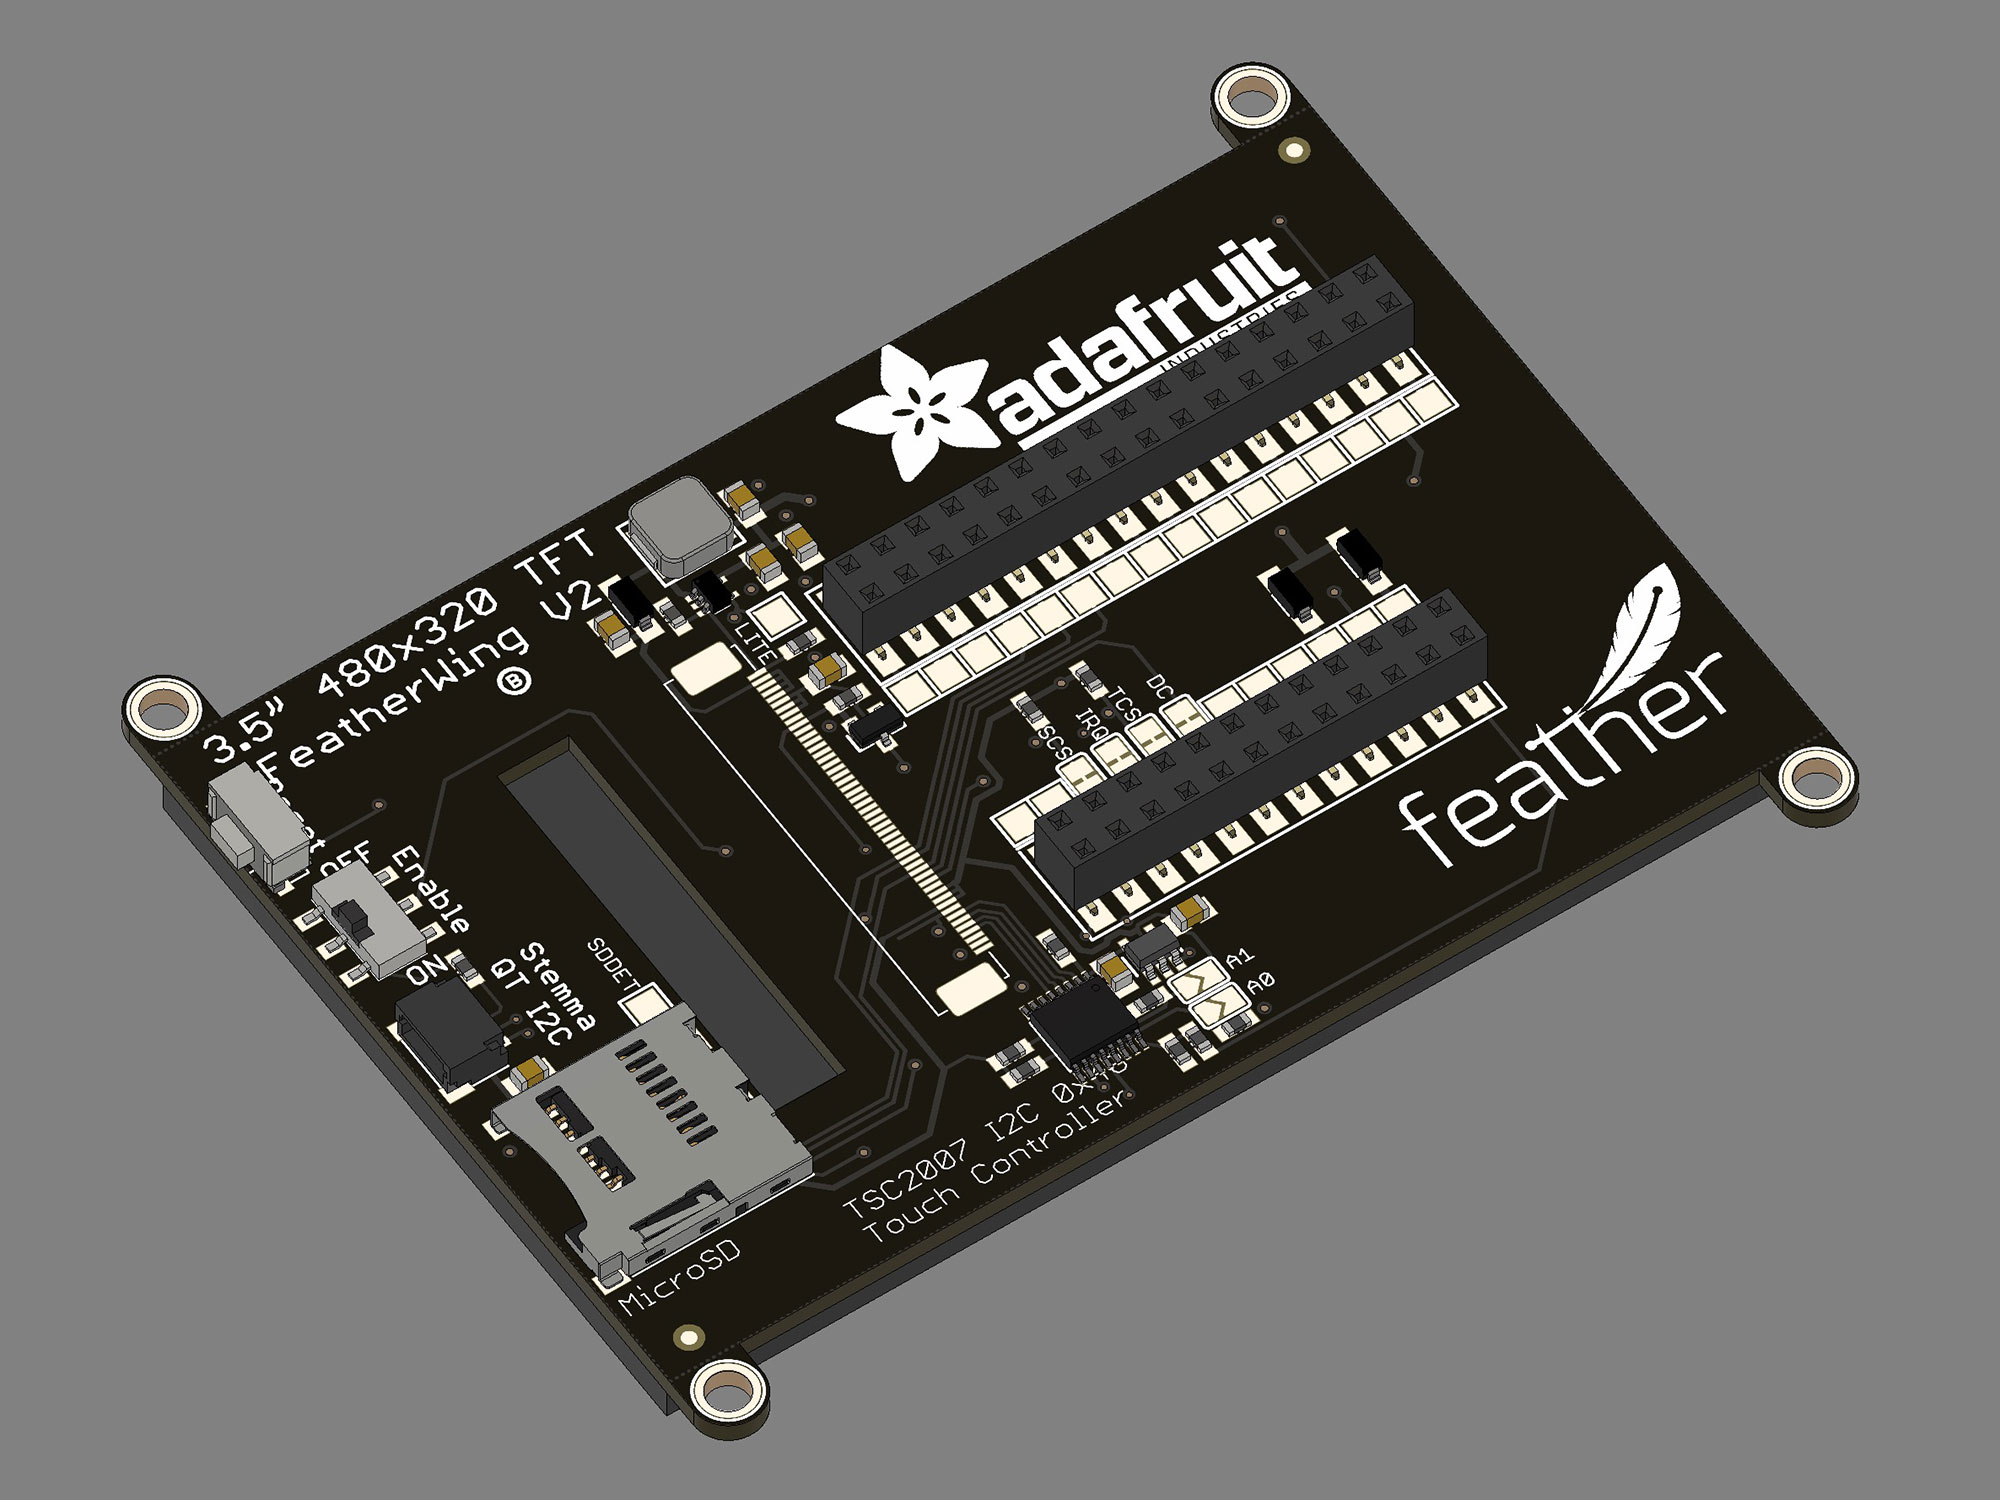 adafruit
INDUSTRIES
3.5" 480x320 TFT
FeatherWing V2
B
LITE
DC
TCS
IRQ
SCS
feather
OFF
Enable
ON
Stemma
QT I2C
SDDET
A1
A0
TSC2007 I2C
Touch Controller
MicroSD